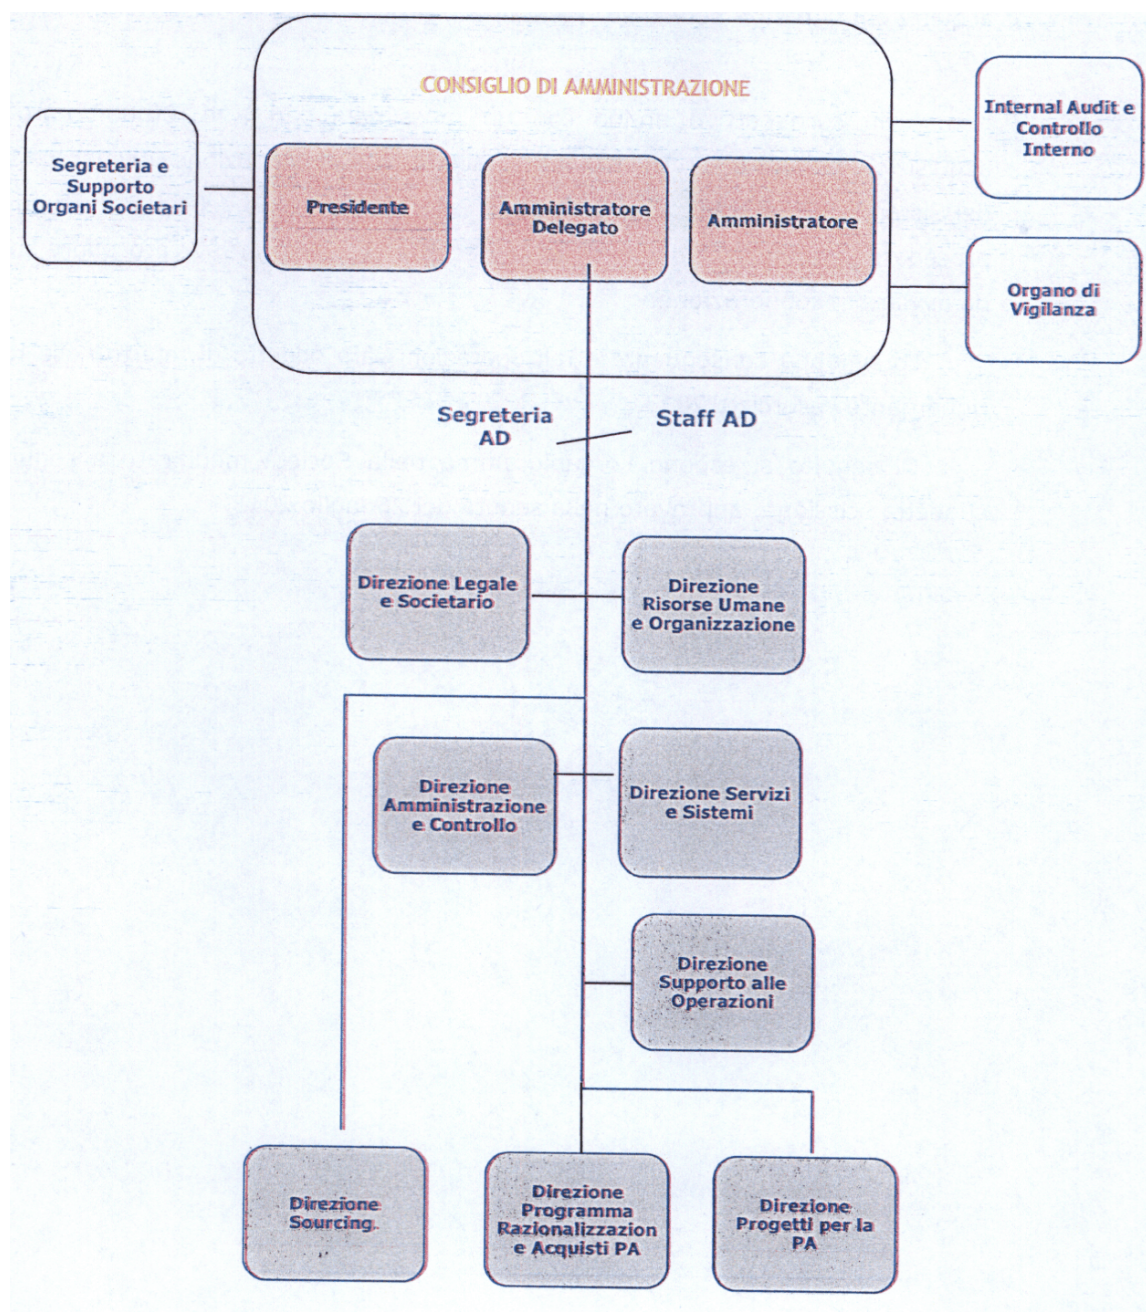 CONSIGLIO DI AMMINISTRAZIONE
Segreteria e
Supporto
Organi Societari
Presidente
Amministratore
Delegato
Amministratore
Internal Audit e
Controllo
Interno
Organo di
Vigilanza
Segreteria
AD
Staff AD
Direzione Legale
e Societario
Direzione
Risorse Umane
e Organizzazione
Direzione
Amministrazione
e Controllo
Direzione Servizi
e Sistemi
Direzione
Supporto alle
Operazioni
Direzione
Sourcing.
Direzione
Programma
Razionalizzazion
e Acquisti PA
Direzione
Progetti per la
PA